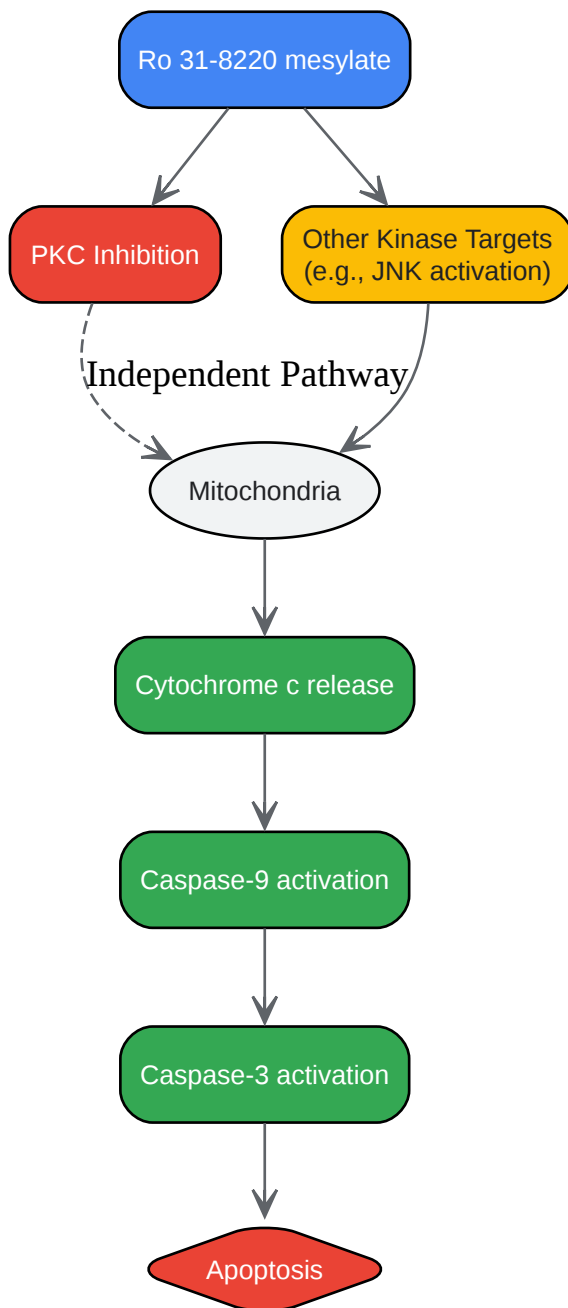 Ro 31-8220 mesylate
PKC Inhibition
Other Kinase Targets
(e.g., JNK activation)
Independent Pathway
Mitochondria
Cytochrome c release
Caspase-9 activation
Caspase-3 activation
Apoptosis